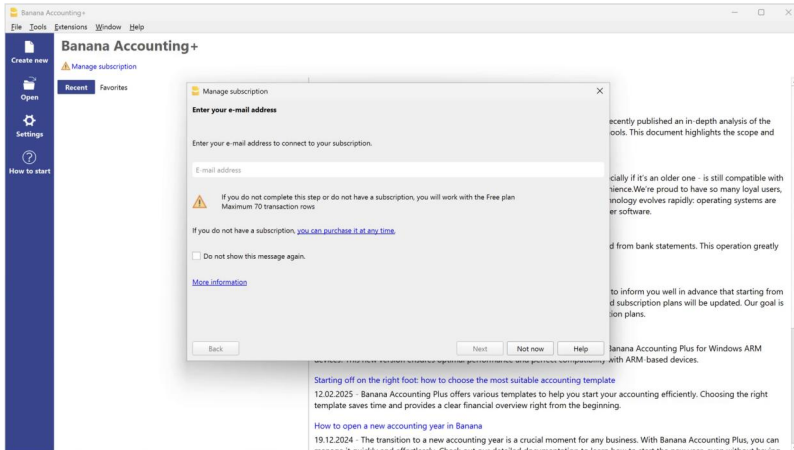 Banana Accounting+
File Tools Extensions Window Help
Create new
Open
Settings
How to start
Banana Accounting+
Manage subscription
Recent Favorites
Manage subscription
Enter your e-mail address
Enter your e-mail address to connect to your subscription.
E-mail address
If you do not complete this step or do not have a subscription, you will work with the Free plan
Maximum 70 transaction rows
If you do not have a subscription, you can purchase it at any time.
Do not show this message again.
More information
Back Next Not now Help
ecently published an in-depth analysis of the
ools. This document highlights the scope and
cially if it's an older one - is still compatible with
nience.We're proud to have so many loyal users,
nnology evolves rapidly: operating systems are
er software.
d from bank statements. This operation greatly
to inform you well in advance that starting from
d subscription plans will be updated. Our goal is
tion plans.
Banana Accounting Plus for Windows ARM
devices. This new version ensures optimal performance and perfect compatibility with ARM-based devices.
Starting off on the right foot: how to choose the most suitable accounting template
12.02.2025 - Banana Accounting Plus offers various templates to help you start your accounting efficiently. Choosing the right
template saves time and provides a clear financial overview right from the beginning.
How to open a new accounting year in Banana
19.12.2024 - The transition to a new accounting year is a crucial moment for any business. With Banana Accounting Plus, you can